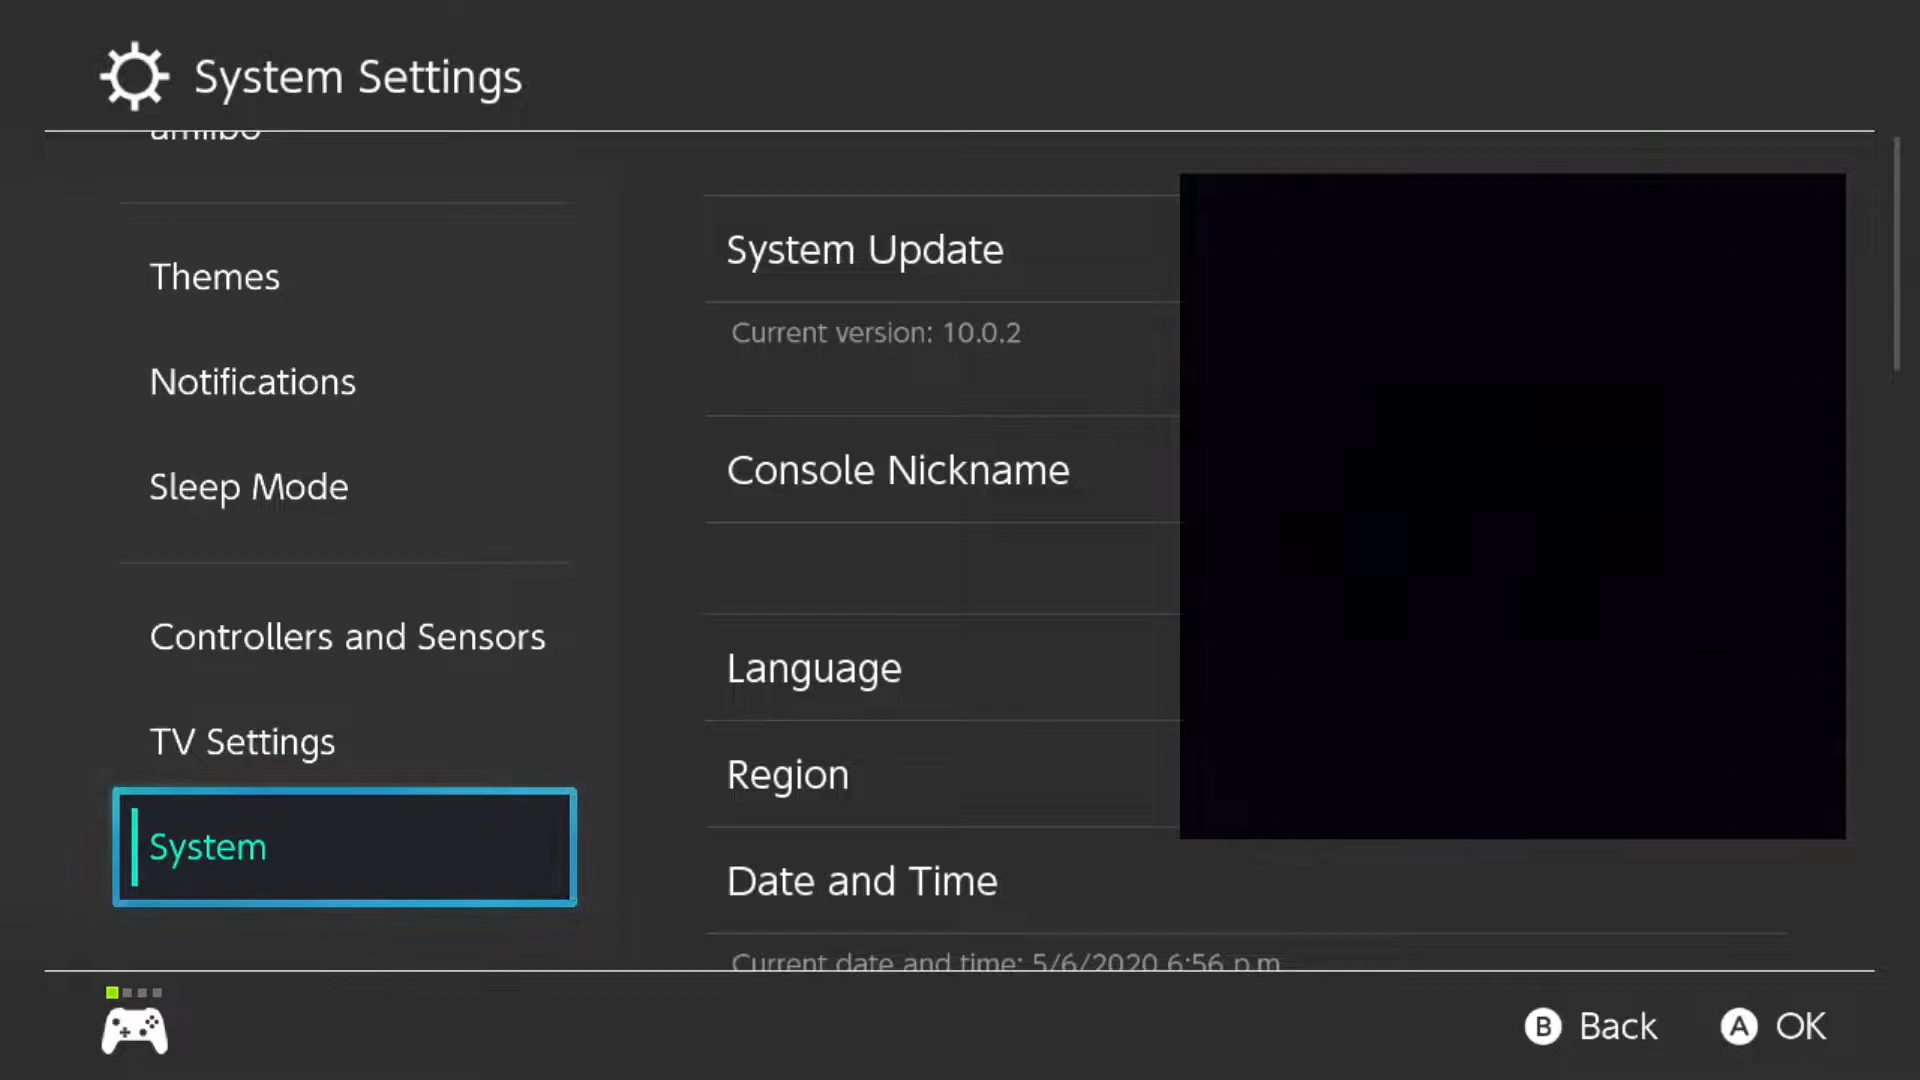 System Settings
amiibo
Themes
Notifications
Sleep Mode
Controllers and Sensors
TV Settings
System
System Update
Current version: 10.0.2
Console Nickname
Language
Region
Date and Time
Current date and time: 5/6/2020 6:56 p.m
B Back
A OK